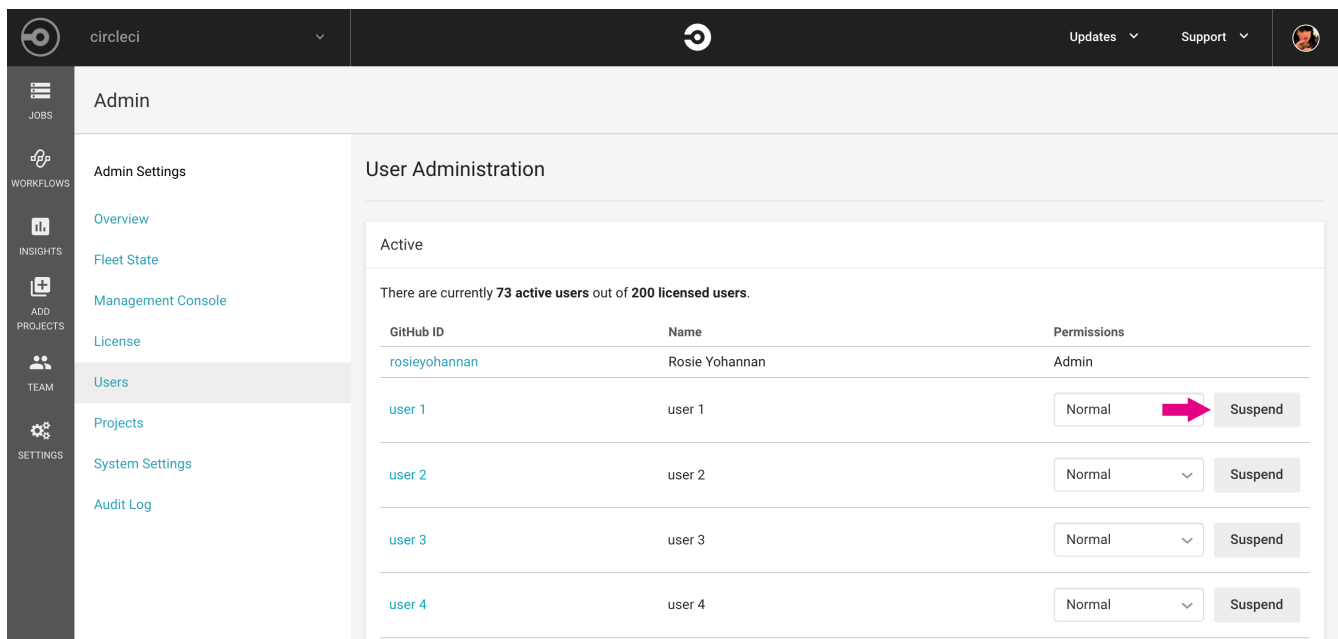 circleci
Updates
Support
JOBS
WORKFLOWS
INSIGHTS
ADD
PROJECTS
TEAM
SETTINGS
Admin
Admin Settings
Overview
Fleet State
Management Console
License
Users
Projects
System Settings
Audit Log
User Administration
Active
There are currently 73 active users out of 200 licensed users.
GitHub ID Name Permissions
rosieyohannan Rosie Yohannan Admin
user 1 user 1 Normal Suspend
user 2 user 2 Normal Suspend
user 3 user 3 Normal Suspend
user 4 user 4 Normal Suspend